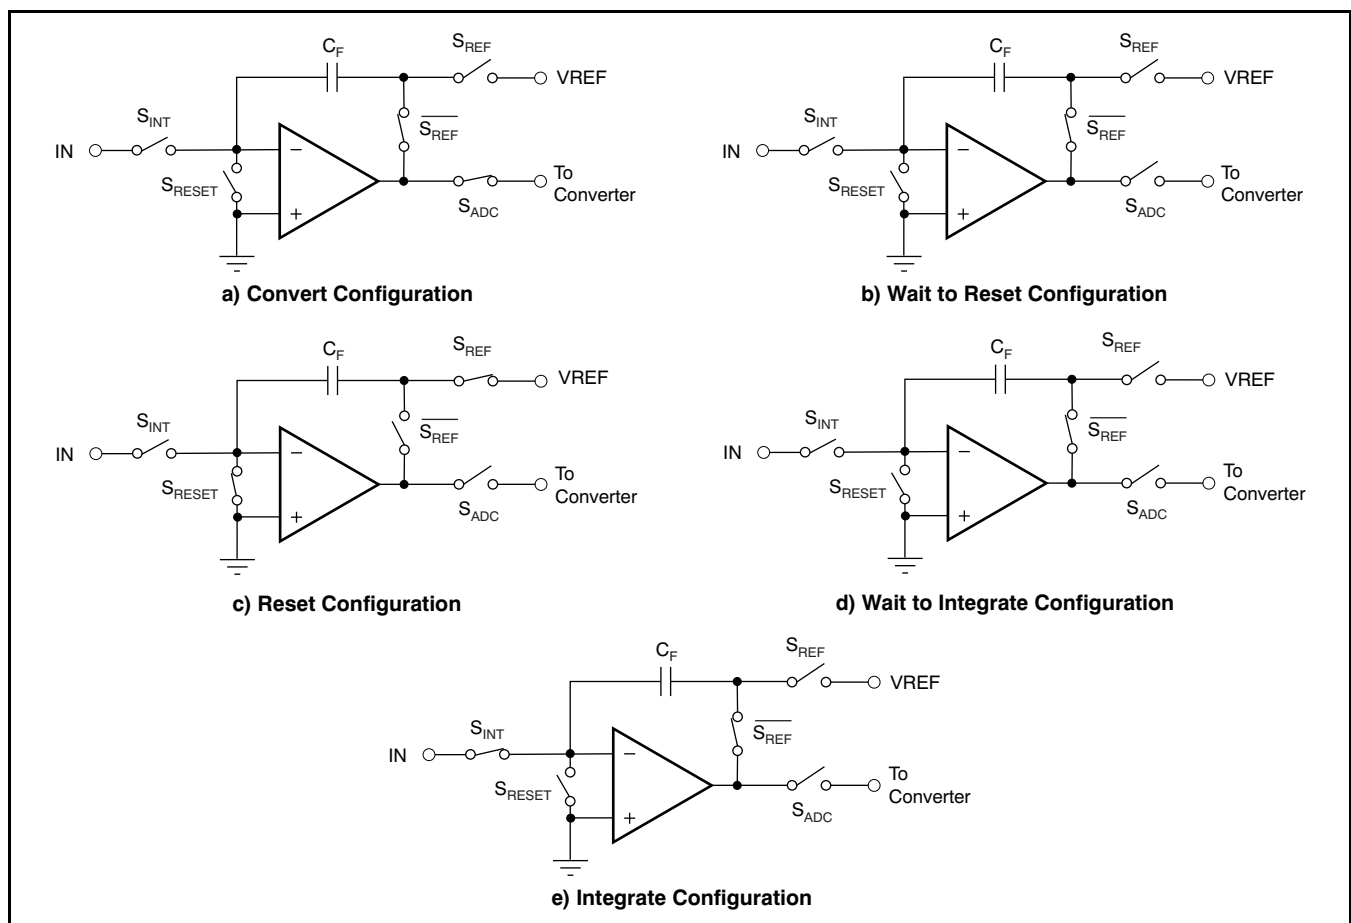 C_F
S_REF
VREF
S_INT
S̅_R̅E̅F̅
IN
−
To
Converter
S_RESET
S_ADC
+
a) Convert Configuration
C_F
S_REF
VREF
S_INT
S̅_R̅E̅F̅
IN
−
To
Converter
S_RESET
S_ADC
+
b) Wait to Reset Configuration
C_F
S_REF
VREF
S_INT
S̅_R̅E̅F̅
IN
−
To
Converter
S_RESET
S_ADC
+
c) Reset Configuration
C_F
S_REF
VREF
S_INT
S̅_R̅E̅F̅
IN
−
To
Converter
S_RESET
S_ADC
+
d) Wait to Integrate Configuration
C_F
S_REF
VREF
S_INT
S̅_R̅E̅F̅
IN
−
To
Converter
S_RESET
S_ADC
+
e) Integrate Configuration